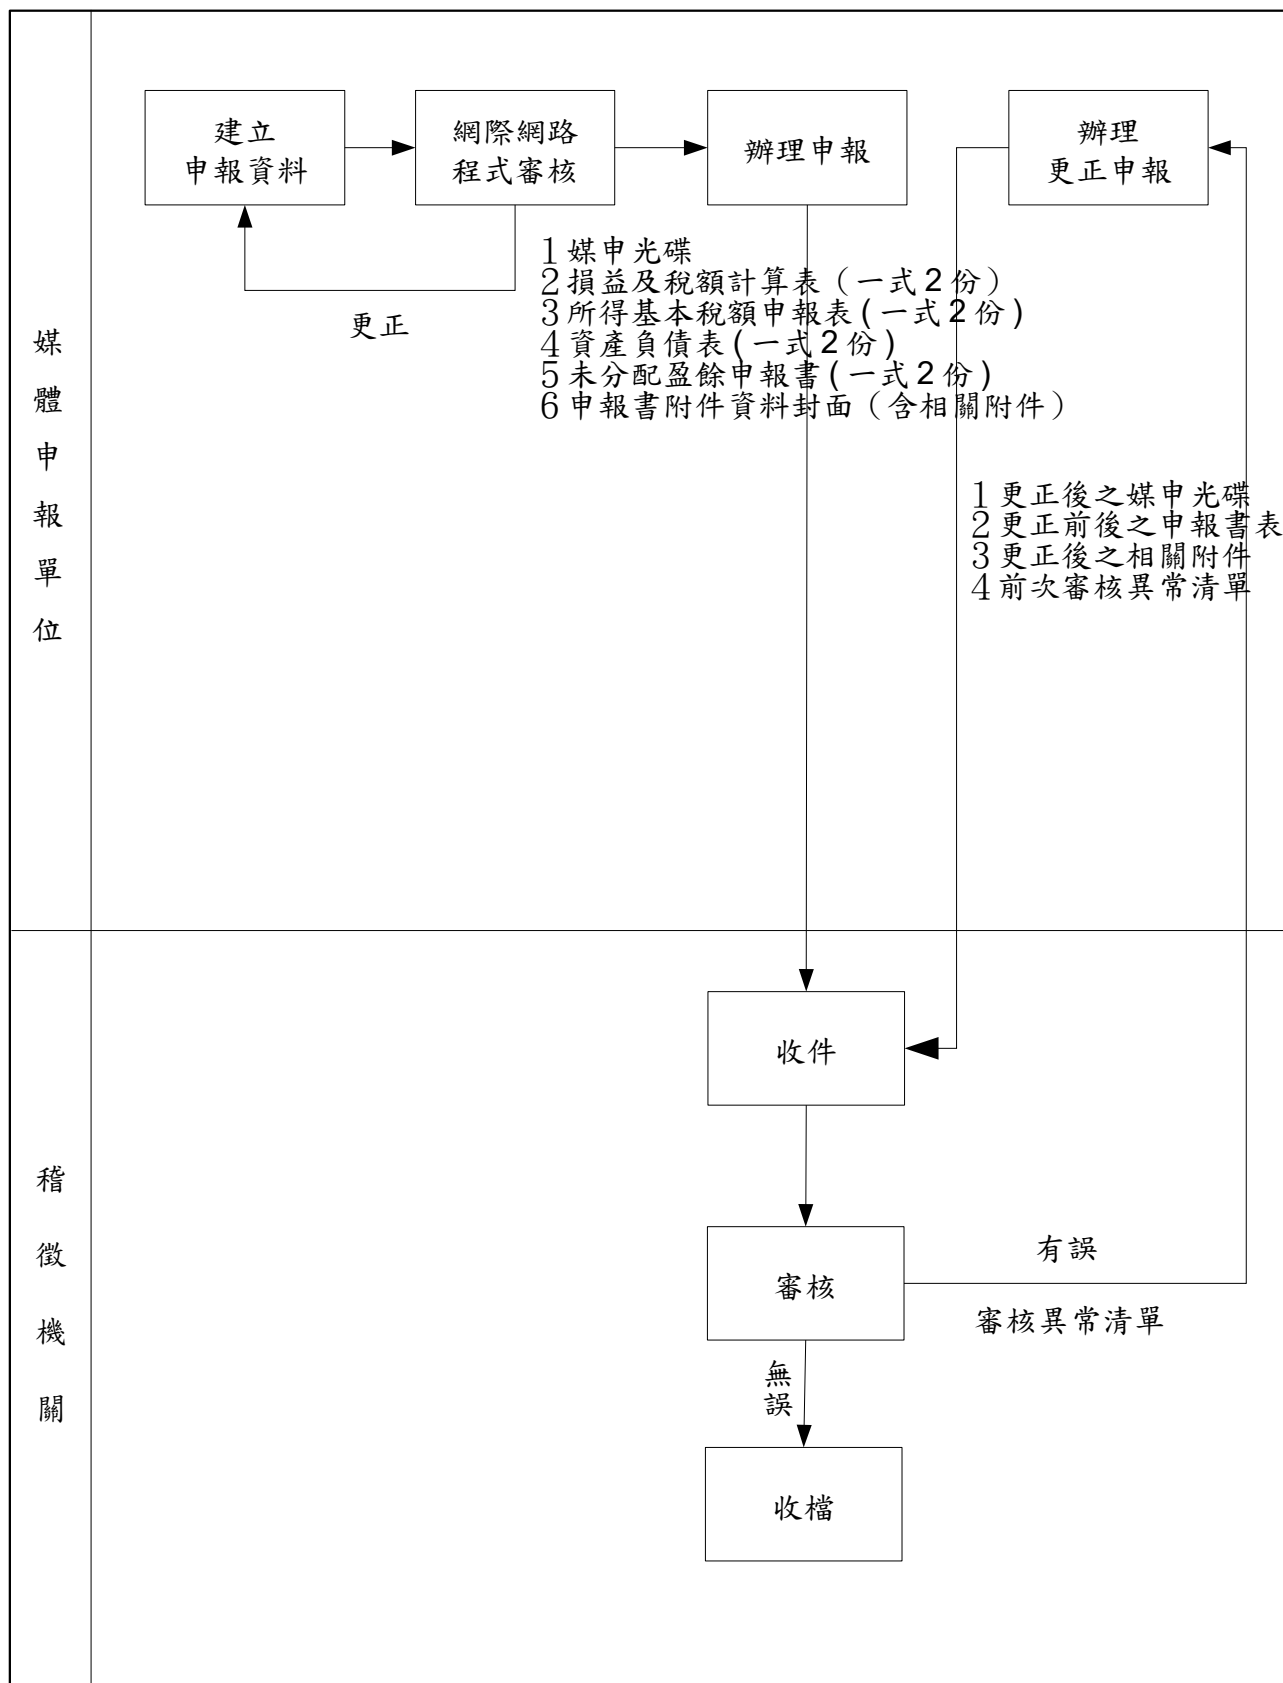 媒體申報單位
建立
申報資料
網際網路
程式審核
辦理申報
辦理
更正申報
更正
1媒申光碟
2損益及稅額計算表（一式2份）
3所得基本稅額申報表(一式2份)
4資產負債表(一式2份)
5未分配盈餘申報書(一式2份)
6申報書附件資料封面（含相關附件）
1更正後之媒申光碟
2更正前後之申報書表
3更正後之相關附件
4前次審核異常清單
稽徵機關
收件
審核
有誤
審核異常清單
無誤
收檔